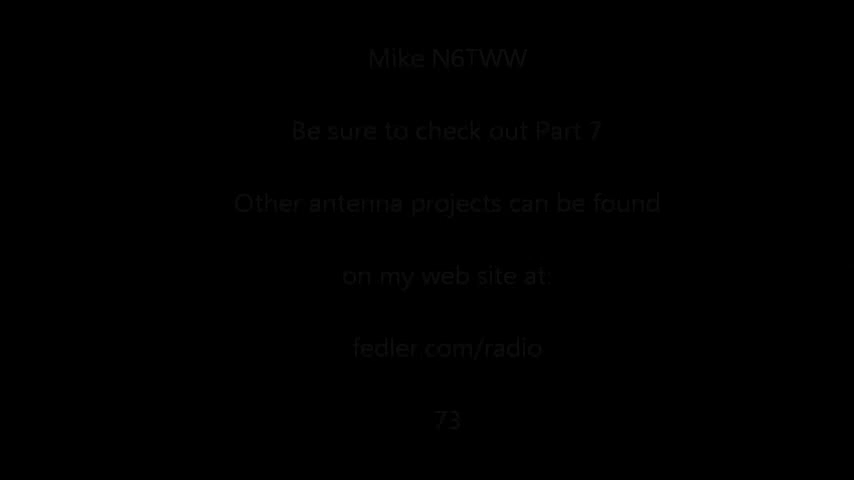 Mike N6TWW
Be sure to check out Part 7
Other antenna projects can be found
on my web site at:
fedler.com/radio
73